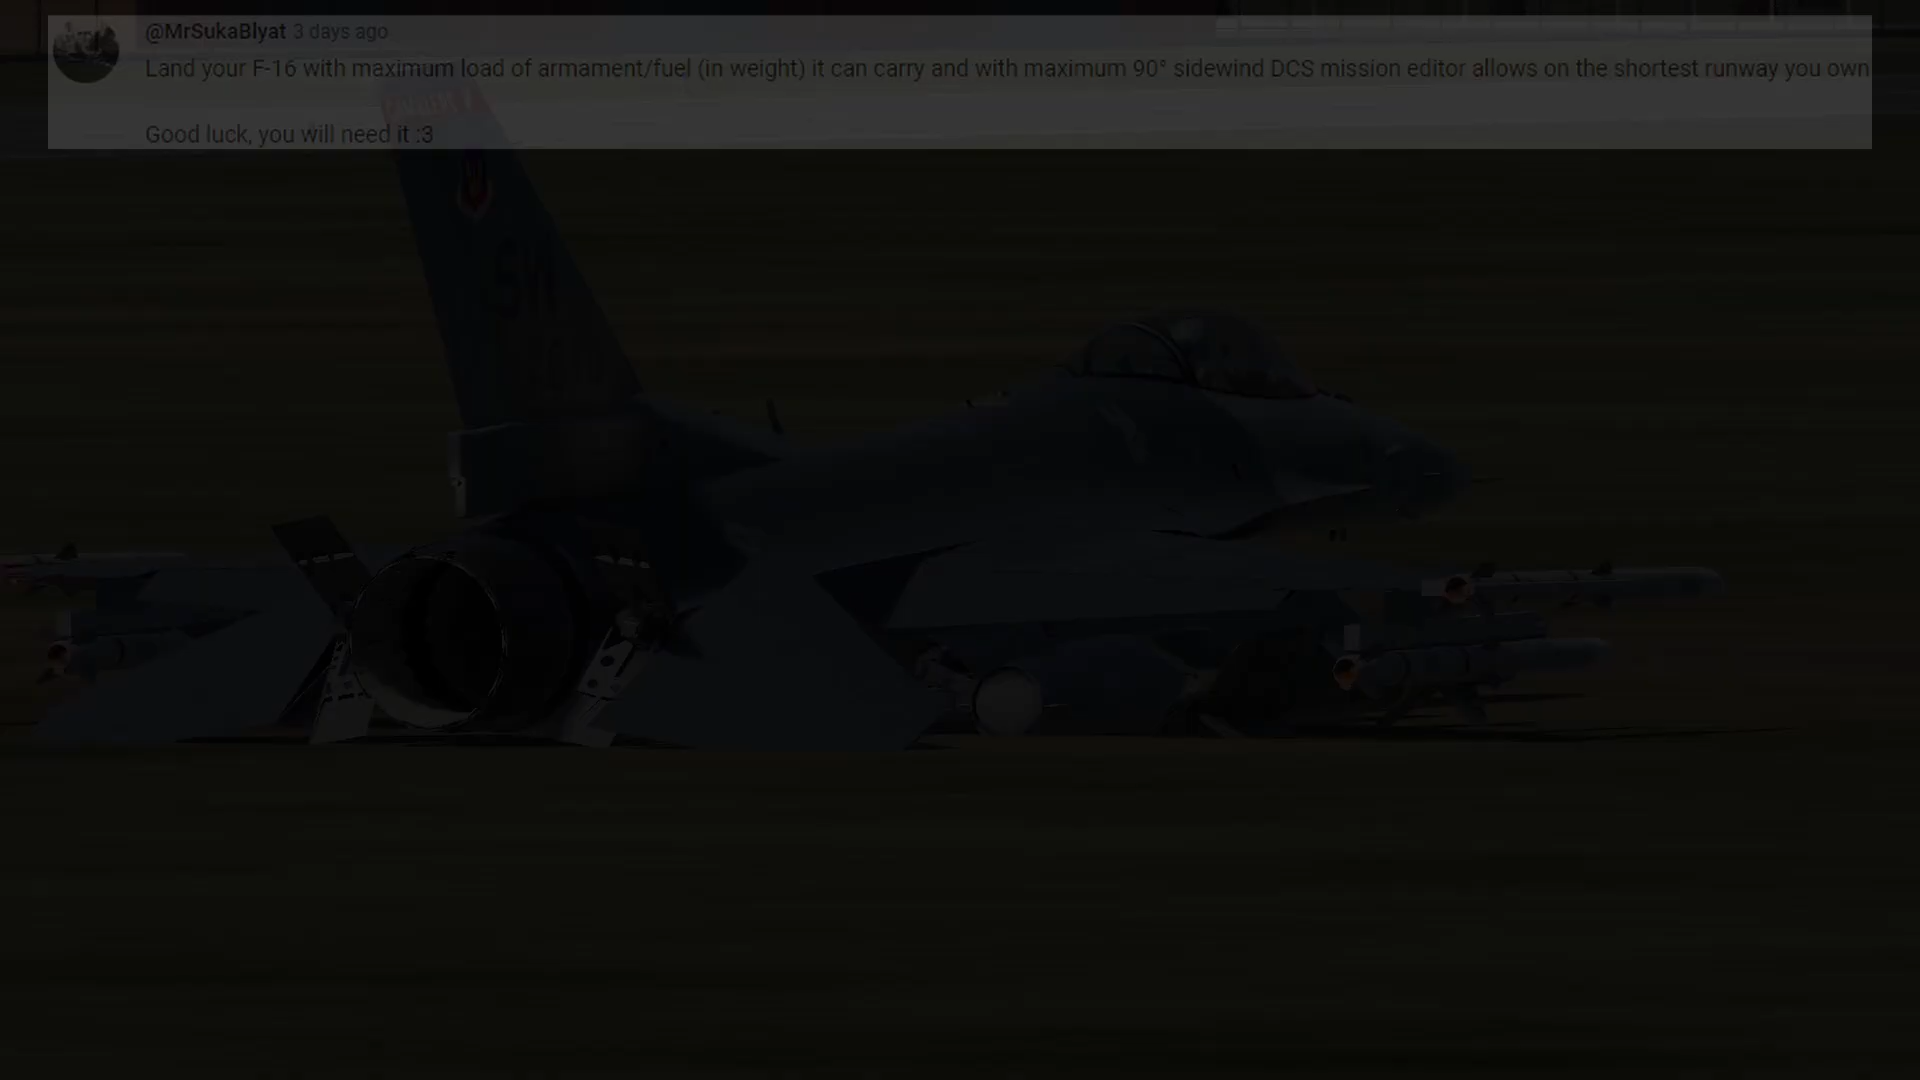 @MrSukaBlyat 3 days ago
Land your F-16 with maximum load of armament/fuel (in weight) it can carry and with maximum 90° sidewind DCS mission editor allows on the shortest runway you own
Good luck, you will need it :3
SW